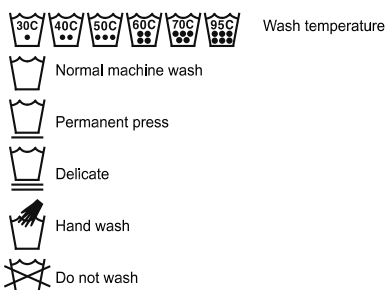 30C 40C 50C 60C 70C 95C Wash temperature
Normal machine wash
Permanent press
Delicate
Hand wash
Do not wash